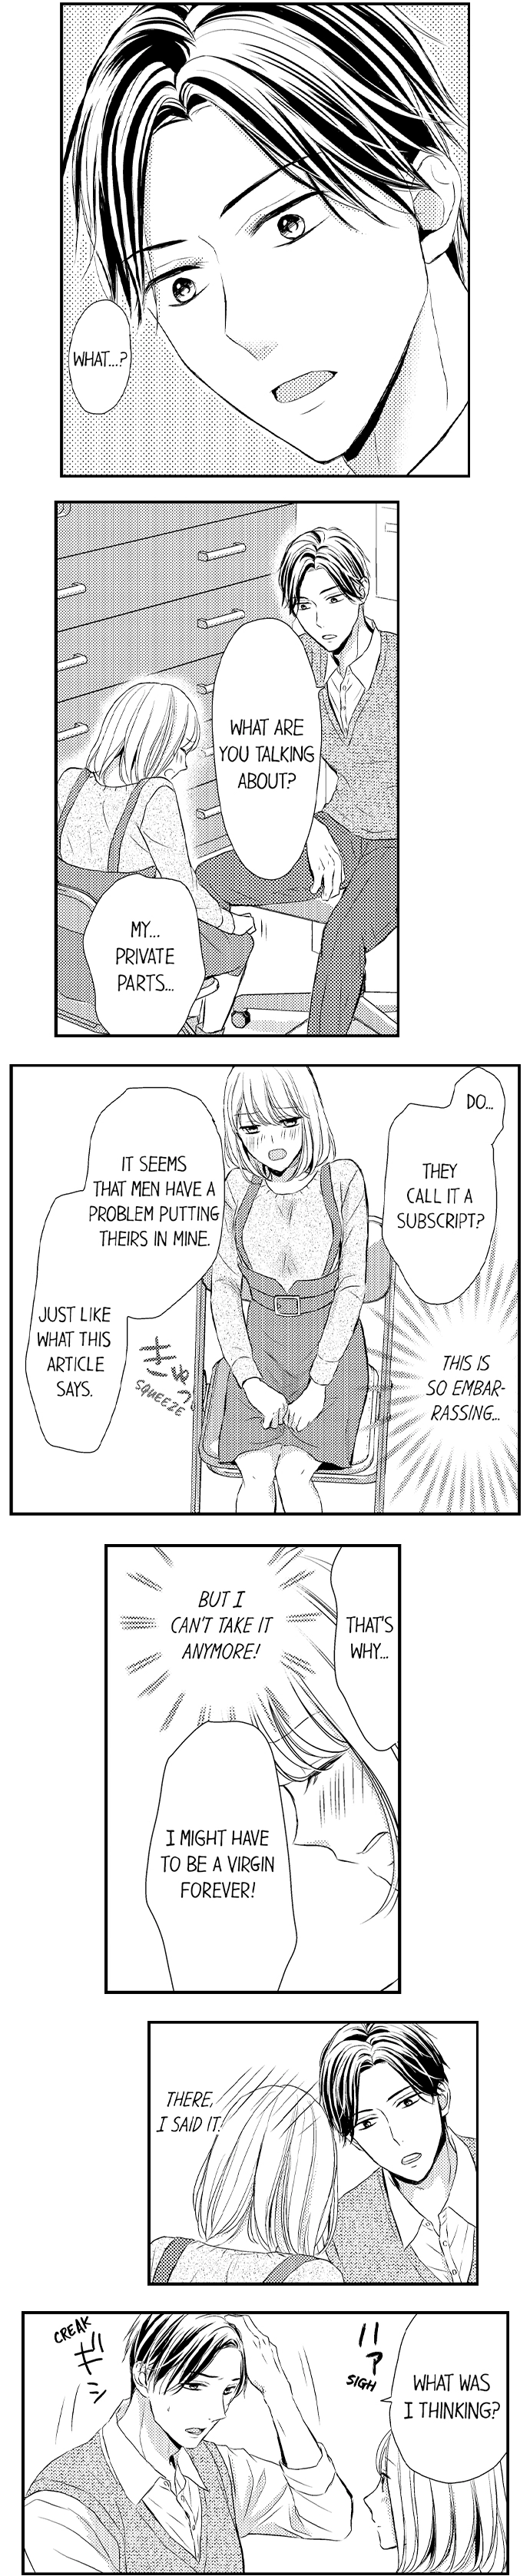 WHAT...?
WHAT ARE
YOU TALKING
ABOUT?
MY...
PRIVATE
PARTS...
DO...
THEY
CALL IT A
SUBSCRIPT?
THIS IS
SO EMBAR-
RASSING...
IT SEEMS
THAT MEN HAVE A
PROBLEM PUTTING
THEIRS IN MINE.
JUST LIKE
WHAT THIS
ARTICLE
SAYS.
きゅっ
SQUEEZE
THAT'S
WHY...
BUT I
CAN'T TAKE IT
ANYMORE!
I MIGHT HAVE
TO BE A VIRGIN
FOREVER!
THERE,
I SAID IT.
WHAT WAS
I THINKING?
SIGH
CREAK
ギシ